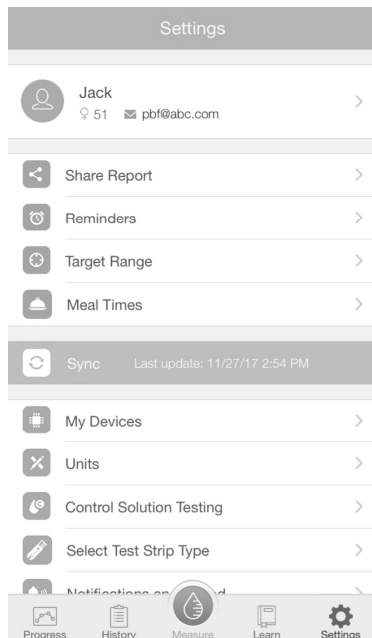 Settings
Jack
♀ 51 pbf@abc.com
Share Report
Reminders
Target Range
Meal Times
Sync Last update: 11/27/17 2:54 PM
My Devices
Units
Control Solution Testing
Select Test Strip Type
Notifications
Progress History Measure Learn Settings